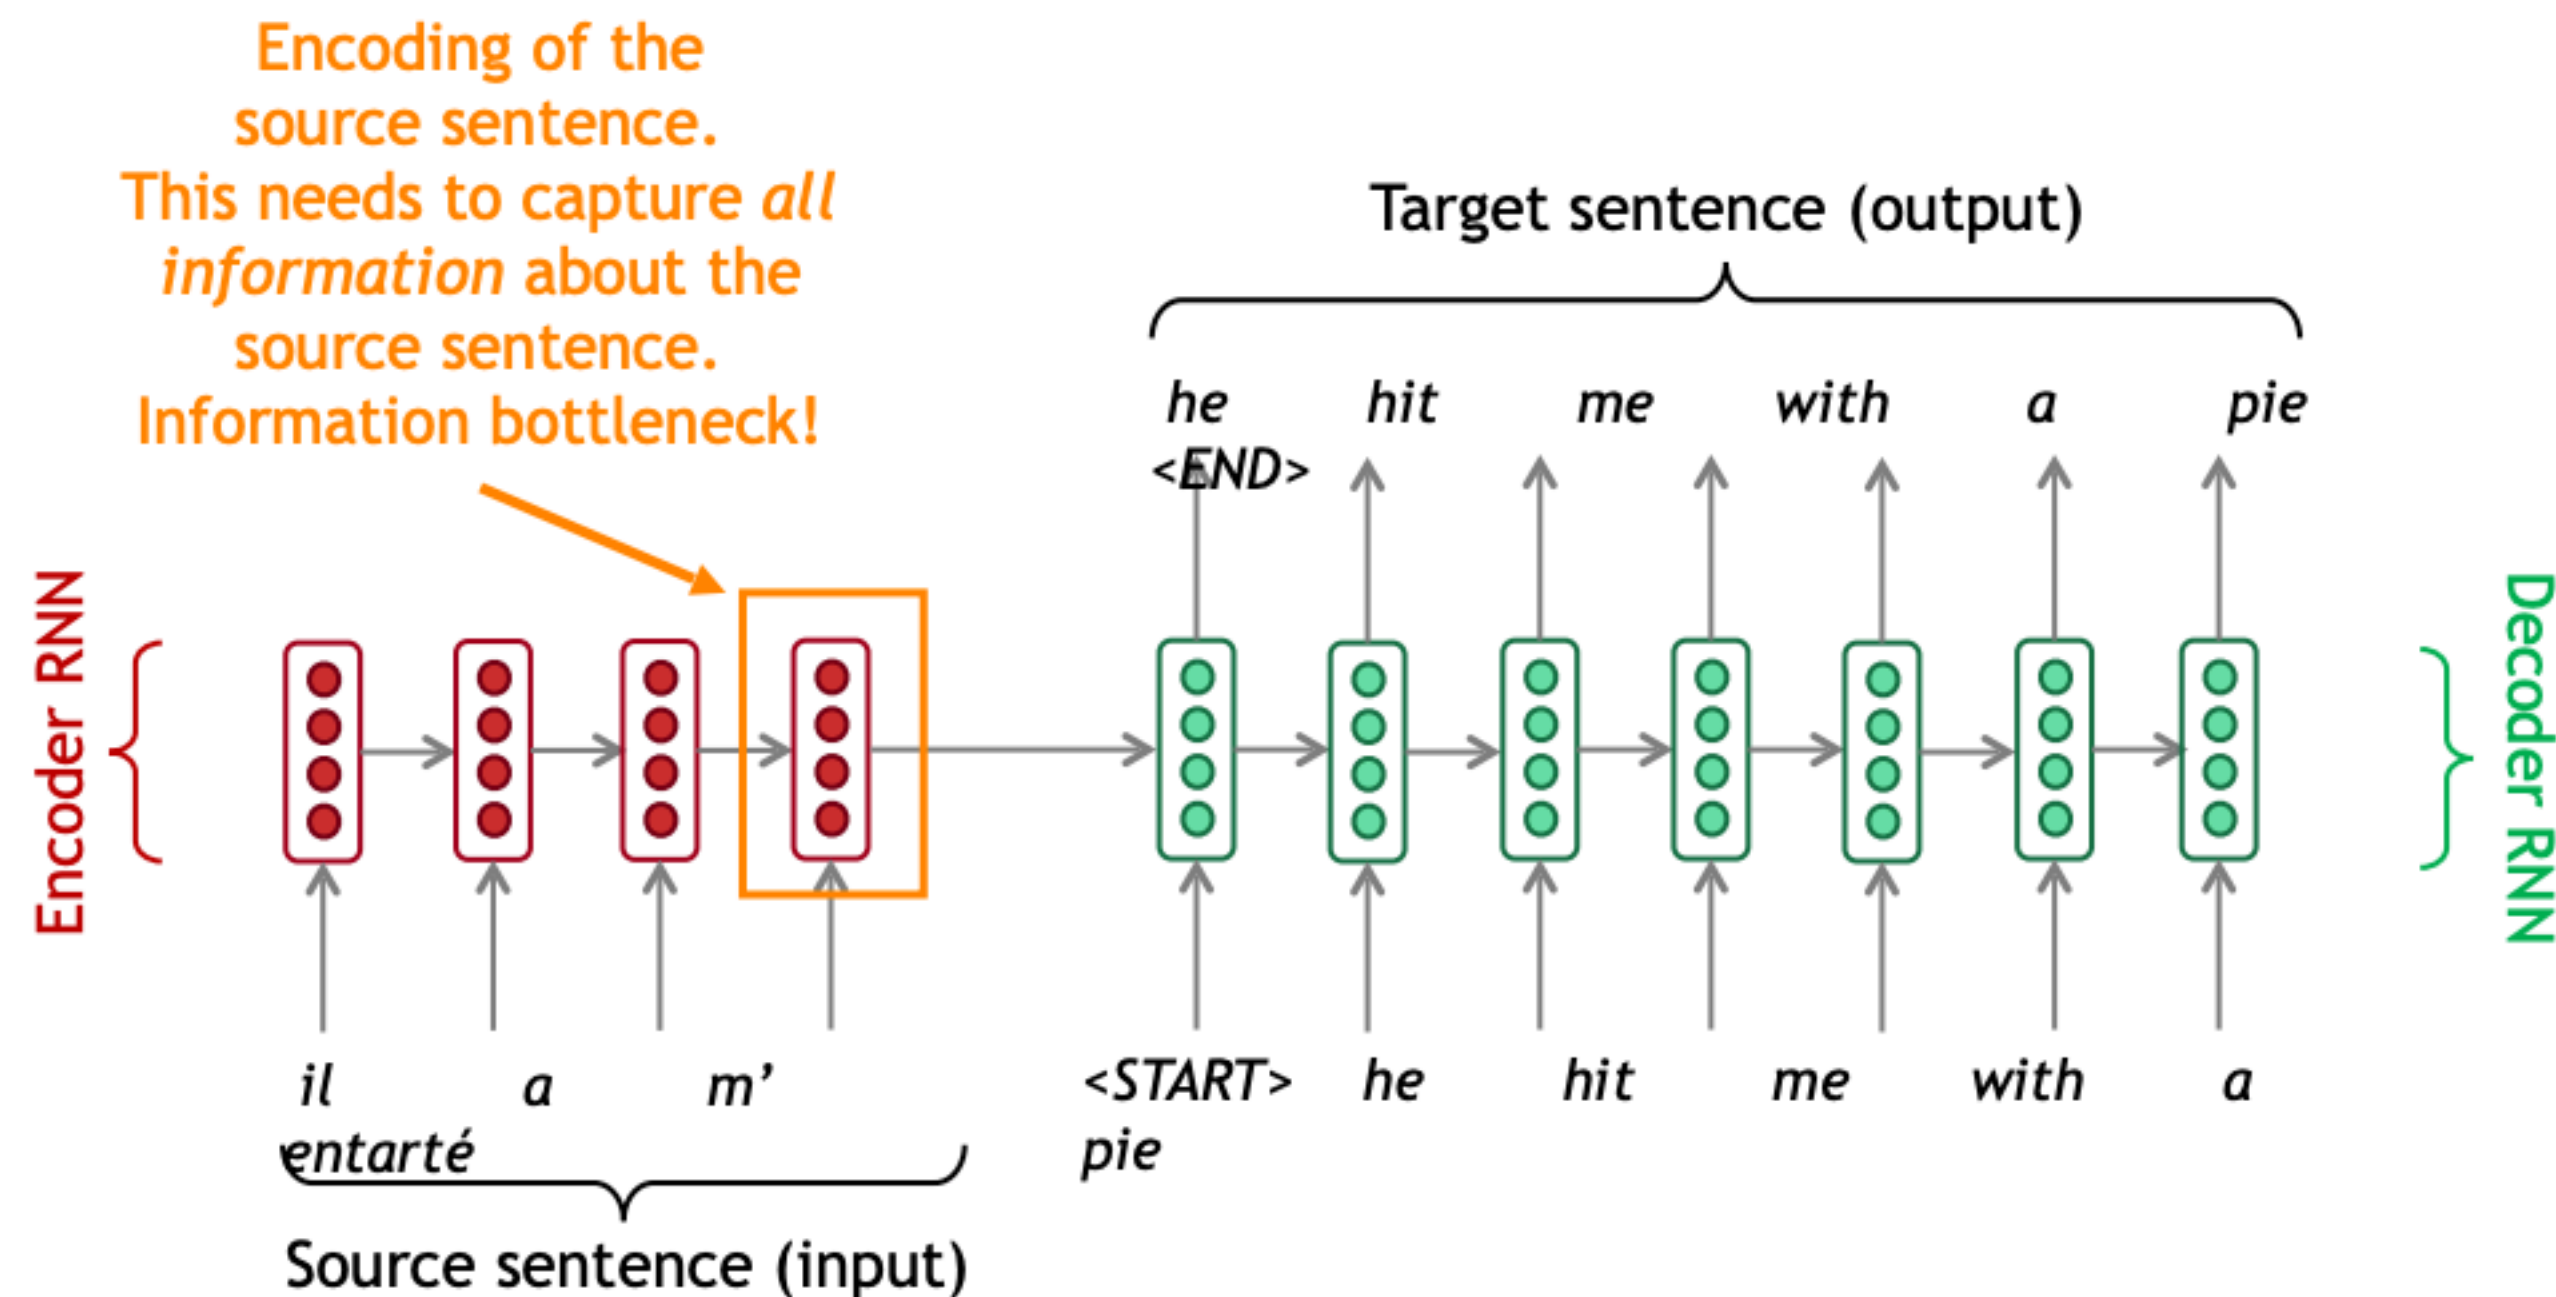 Encoding of the
source sentence.
This needs to capture all
information about the
source sentence.
Information bottleneck!
Target sentence (output)
he hit me with a pie
<END>
Encoder RNN
Decoder RNN
il a m’
entarté
<START> he hit me with a
pie
Source sentence (input)